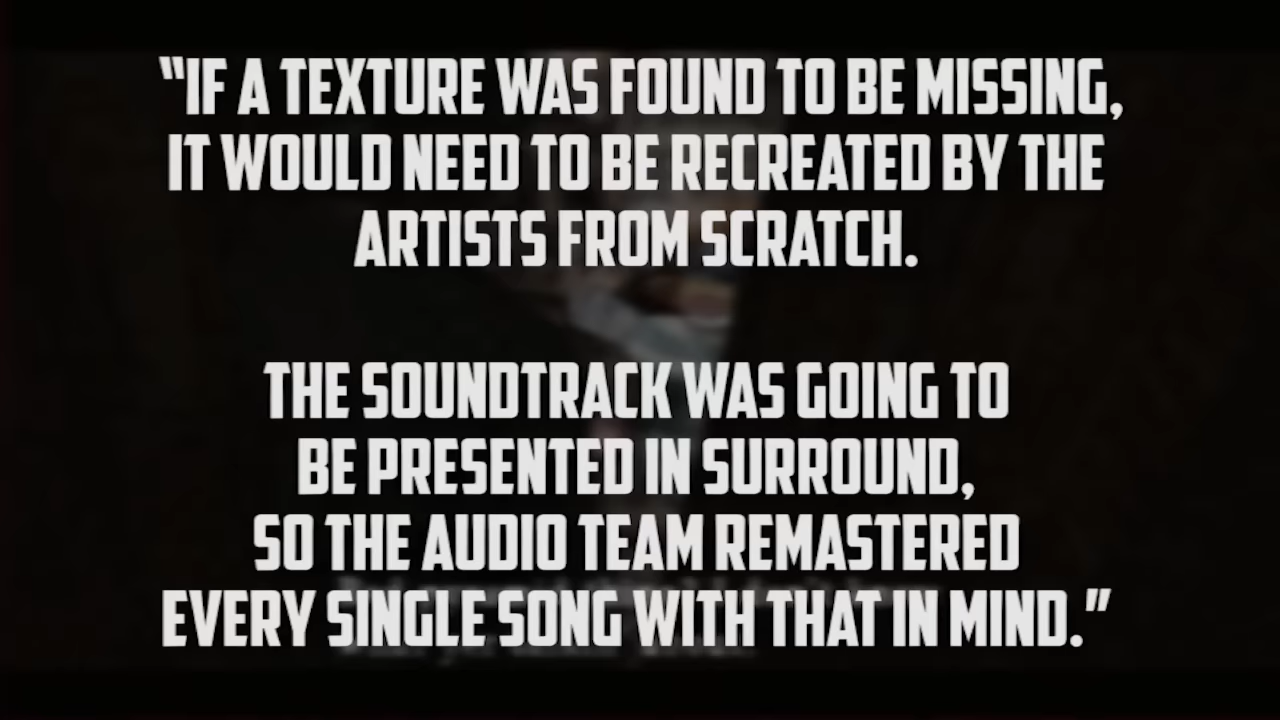 “IF A TEXTURE WAS FOUND TO BE MISSING,
IT WOULD NEED TO BE RECREATED BY THE
ARTISTS FROM SCRATCH.
THE SOUNDTRACK WAS GOING TO
BE PRESENTED IN SURROUND,
SO THE AUDIO TEAM REMASTERED
EVERY SINGLE SONG WITH THAT IN MIND.”